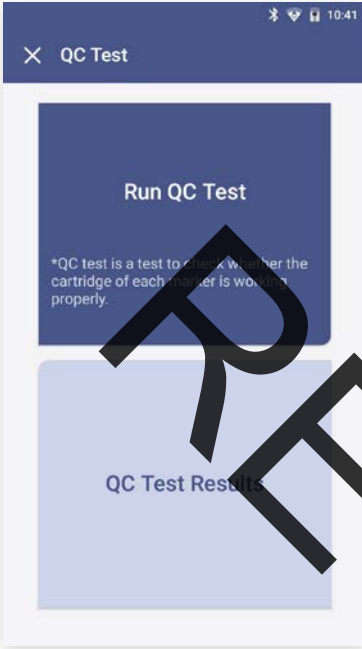 10:41
QC Test
Run QC Test
*QC test is a test to check whether the
cartridge of each marker is working
properly.
QC Test Results
RE